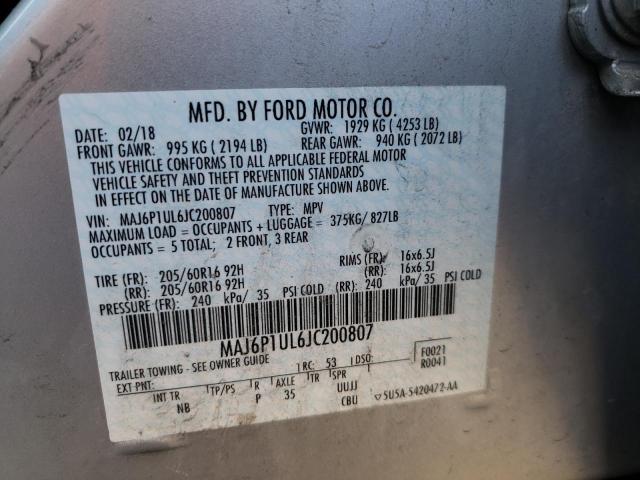 MFD. BY FORD MOTOR CO.
DATE: 02/18 GVWR: 1929 KG ( 4253 LB)
FRONT GAWR: 995 KG ( 2194 LB) REAR GAWR: 940 KG ( 2072 LB)
THIS VEHICLE CONFORMS TO ALL APPLICABLE FEDERAL MOTOR
VEHICLE SAFETY AND THEFT PREVENTION STANDARDS
IN EFFECT ON THE DATE OF MANUFACTURE SHOWN ABOVE.
VIN: MAJ6P1UL6JC200807 TYPE: MPV
MAXIMUM LOAD = OCCUPANTS + LUGGAGE = 375KG/ 827LB
OCCUPANTS = 5 TOTAL; 2 FRONT, 3 REAR
TIRE (FR): 205/60R16 92H RIMS (FR) 16x6.5J
(RR): 205/60R16 92H (RR): 16x6.5J
PRESSURE (FR): 240 kPa/ 35 PSI COLD (RR): 240 kPa/ 35 PSI COLD
MAJ6P1UL6JC200807
TRAILER TOWING - SEE OWNER GUIDE F0021
EXT PNT: RC: 53 DSO: R0041
INT TR TP/PS R AXLE TR SPR UUJJ
NB P 35 CBU 5U5A-5420472-AA